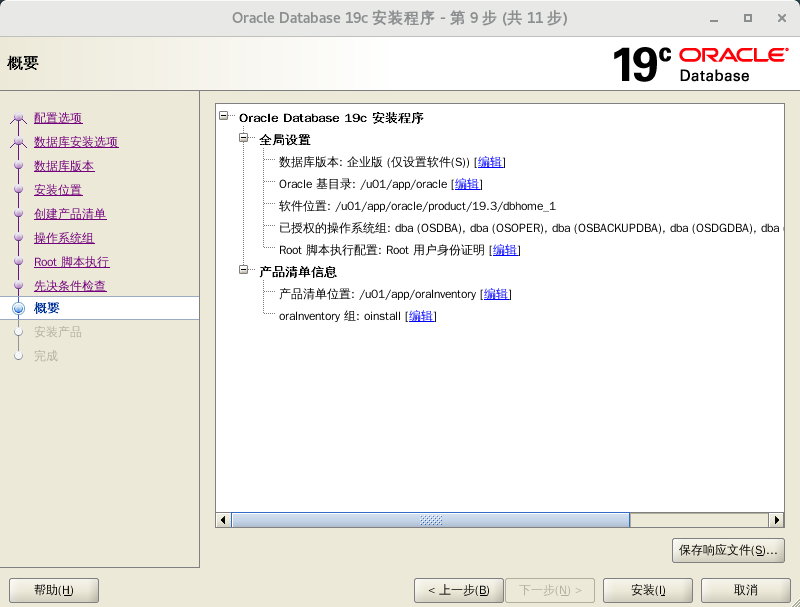 Oracle Database 19c 安装程序 - 第 9 步 (共 11 步)
概要
19c ORACLE
Database
配置选项
数据库安装选项
数据库版本
安装位置
创建产品清单
操作系统组
Root 脚本执行
先决条件检查
概要
安装产品
完成
Oracle Database 19c 安装程序
全局设置
数据库版本: 企业版 (仅设置软件(S)) [编辑]
Oracle 基目录: /u01/app/oracle [编辑]
软件位置: /u01/app/oracle/product/19.3/dbhome_1
已授权的操作系统组: dba (OSDBA), dba (OSOPER), dba (OSBACKUPDBA), dba (OSDGDBA), dba
Root 脚本执行配置: Root 用户身份证明 [编辑]
产品清单信息
产品清单位置: /u01/app/oraInventory [编辑]
oraInventory 组: oinstall [编辑]
保存响应文件(S)...
帮助(H)
< 上一步(B)
下一步(N) >
安装(I)
取消